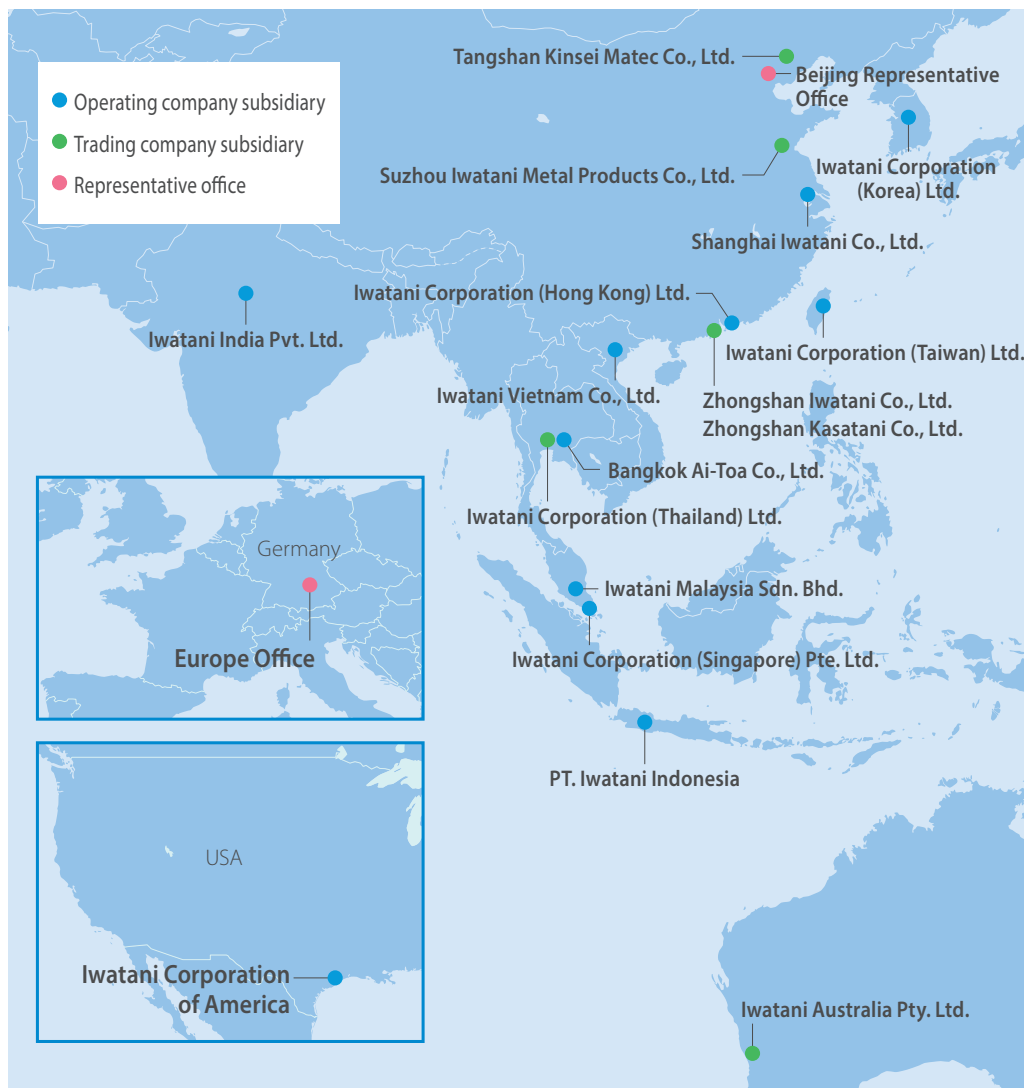 Operating company subsidiary
Trading company subsidiary
Representative office
Tangshan Kinsei Matec Co., Ltd.
Beijing Representative
Office
Suzhou Iwatani Metal Products Co., Ltd.
Iwatani Corporation
(Korea) Ltd.
Shanghai Iwatani Co., Ltd.
Iwatani Corporation (Hong Kong) Ltd.
Iwatani India Pvt. Ltd.
Iwatani Corporation (Taiwan) Ltd.
Iwatani Vietnam Co., Ltd.
Zhongshan Iwatani Co., Ltd.
Zhongshan Kasatani Co., Ltd.
Bangkok Ai-Toa Co., Ltd.
Iwatani Corporation (Thailand) Ltd.
Germany
Europe Office
Iwatani Malaysia Sdn. Bhd.
Iwatani Corporation (Singapore) Pte. Ltd.
PT. Iwatani Indonesia
USA
Iwatani Corporation
of America
Iwatani Australia Pty. Ltd.